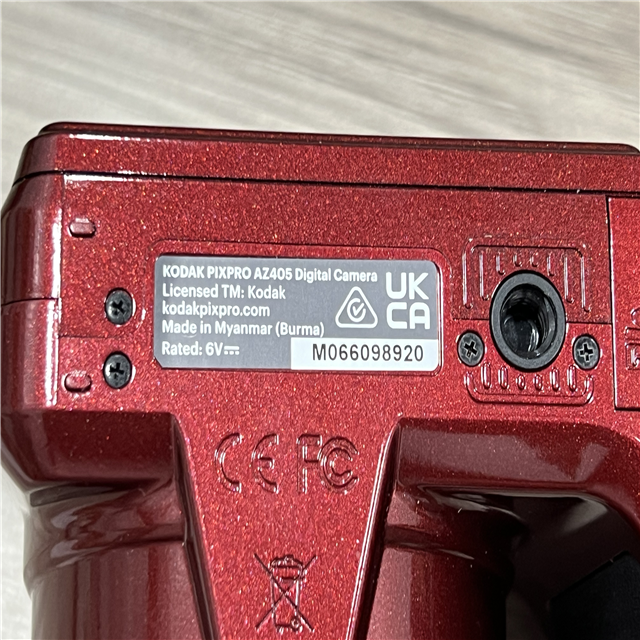 KODAK PIXPRO AZ405 Digital Camera
Licensed TM: Kodak
kodakpixpro.com
Made in Myanmar (Burma)
Rated: 6V⎓
UK
CA
M066098920
CE FC